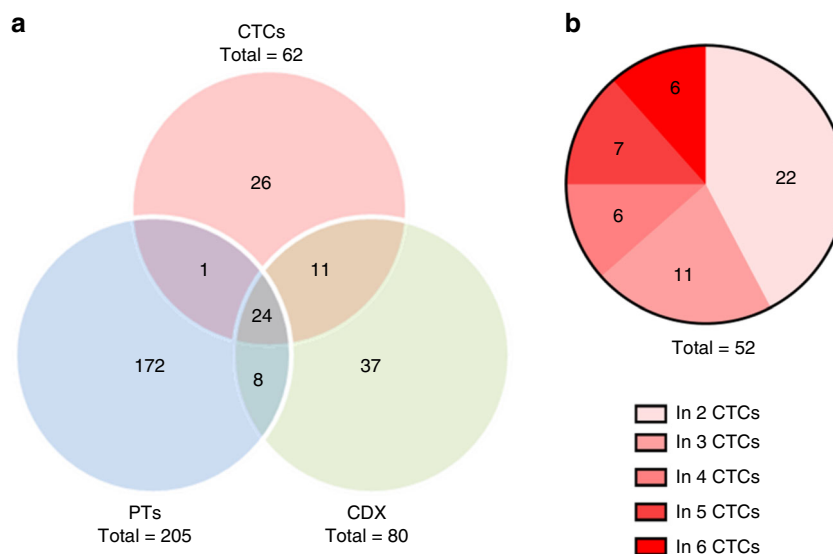 a
CTCs
Total = 62
26
1
11
24
172
8
37
PTs
Total = 205
CDX
Total = 80
b
6
7
22
6
11
Total = 52
In 2 CTCs
In 3 CTCs
In 4 CTCs
In 5 CTCs
In 6 CTCs